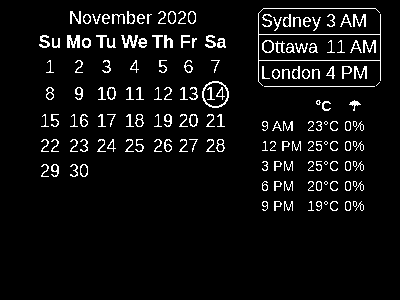 November 2020
Su Mo Tu We Th Fr Sa
1 2 3 4 5 6 7
8 9 10 11 12 13 14
15 16 17 18 19 20 21
22 23 24 25 26 27 28
29 30
Sydney 3 AM
Ottawa 11 AM
London 4 PM
°C ☂
9 AM 23°C 0%
12 PM 25°C 0%
3 PM 25°C 0%
6 PM 20°C 0%
9 PM 19°C 0%